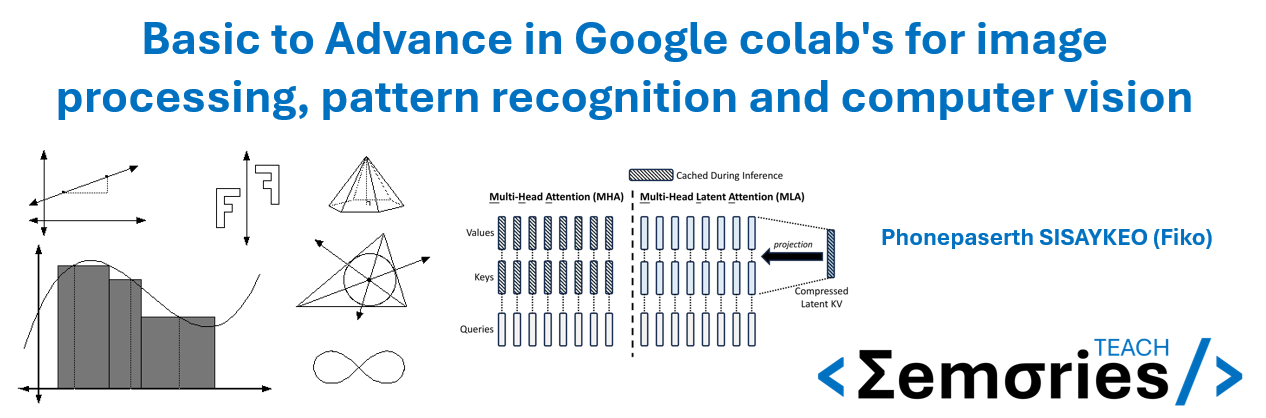 Basic to Advance in Google colab's for image
processing, pattern recognition and computer vision
Cached During Inference
Multi-Head Attention (MHA)
Multi-Head Latent Attention (MLA)
Values
Keys
Queries
projection
Compressed
Latent KV
Phonepaserth SISAYKEO (Fiko)
TEACH
< Σemσries />